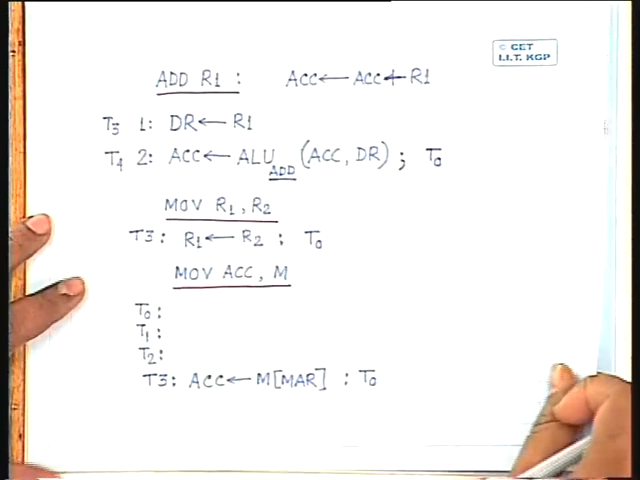 © CET
I.I.T. KGP
ADD R1 : ACC ← ACC + R1
T3 1: DR ← R1
T4 2: ACC ← ALU ADD (ACC, DR) ; T0
MOV R1, R2
T3: R1 ← R2 ; T0
MOV ACC, M
T0:
T1:
T2:
T3: ACC ← M[MAR] : T0